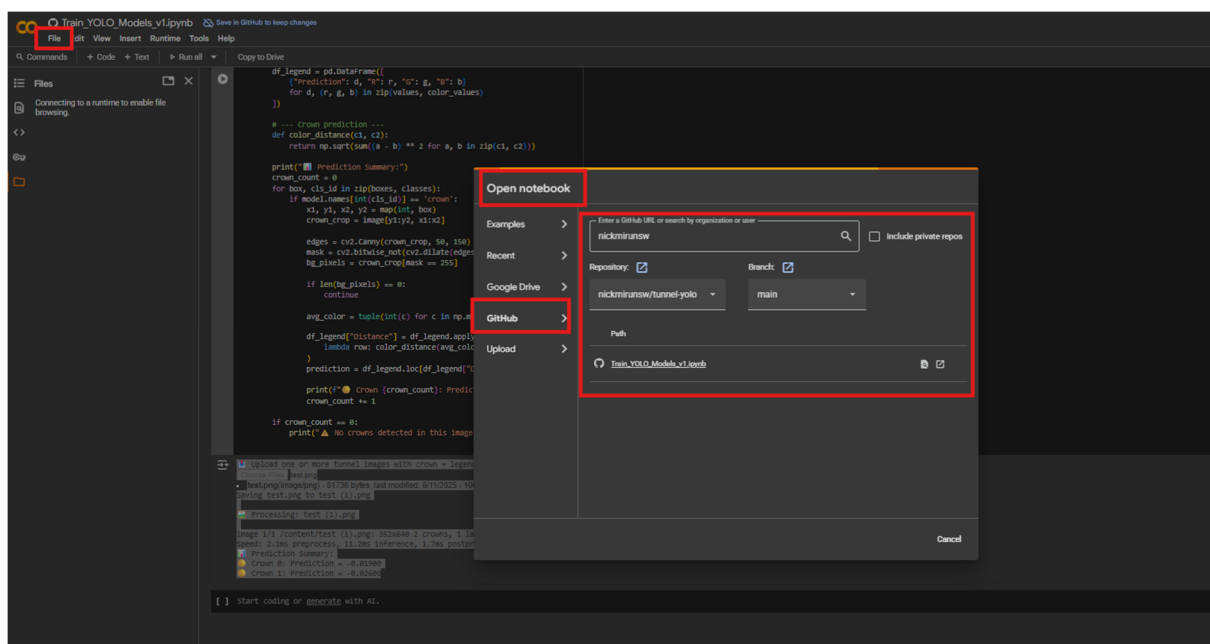 Train_YOLO_Models_v1.ipynb Save in GitHub to keep changes
File Edit View Insert Runtime Tools Help
Commands + Code + Text Run all Copy to Drive
Files
Connecting to a runtime to enable file
browsing.
df_legend = pd.DataFrame([
{"Prediction": d, "R": r, "G": g, "B": b}
for d, (r, g, b) in zip(values, color_values)
])
# --- Crown prediction ---
def color_distance(c1, c2):
return np.sqrt(sum((a - b) ** 2 for a, b in zip(c1, c2)))
print("📊 Prediction Summary:")
crown_count = 0
for box, cls_id in zip(boxes, classes):
if model.names[int(cls_id)] == 'crown':
x1, y1, x2, y2 = map(int, box)
crown_crop = image[y1:y2, x1:x2]
edges = cv2.Canny(crown_crop, 50, 150)
mask = cv2.bitwise_not(cv2.dilate(edges
bg_pixels = crown_crop[mask == 255]
if len(bg_pixels) == 0:
continue
avg_color = tuple(int(c) for c in np.m
df_legend["Distance"] = df_legend.apply
lambda row: color_distance(avg_colo
)
prediction = df_legend.loc[df_legend["D
print(f"🟡 Crown {crown_count}: Predic
crown_count += 1
if crown_count == 0:
print("⚠ No crowns detected in this image
Upload one or more tunnel images with crown + legen
Choose Files test.png
test.png(image/png) - 81736 bytes, last modified: 6/11/2025 - 10
Saving test.png to test (1).png
Processing: test (1).png
image 1/1 /content/test (1).png: 352x640 2 crowns, 1 la
Speed: 2.1ms preprocess, 11.2ms inference, 1.7ms postpr
📊 Prediction Summary:
🟡 Crown 0: Prediction = -0.01900
🟡 Crown 1: Prediction = -0.02600
[ ] Start coding or generate with AI.
Open notebook
Examples
Recent
Google Drive
GitHub
Upload
Enter a GitHub URL or search by organization or user
nickmirunsw
Include private repos
Repository: Branch:
nickmirunsw/tunnel-yolo main
Path
Train_YOLO_Models_v1.ipynb
Cancel